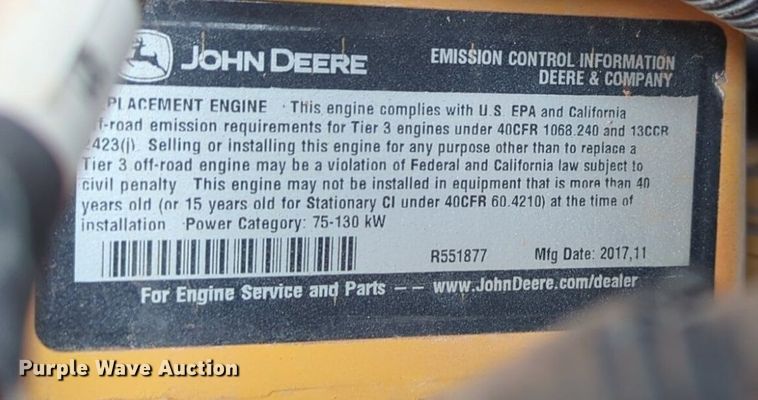 JOHN DEERE
EMISSION CONTROL INFORMATION
DEERE & COMPANY
PLACEMENT ENGINE This engine complies with U.S. EPA and California
f-road emission requirements for Tier 3 engines under 40CFR 1068.240 and 13CCR
2423(j). Selling or installing this engine for any purpose other than to replace a
Tier 3 off-road engine may be a violation of Federal and California law subject to
civil penalty This engine may not be installed in equipment that is more than 40
years old (or 15 years old for Stationary CI under 40CFR 60.4210) at the time of
installation Power Category: 75-130 kW
R551877 Mfg Date: 2017,11
For Engine Service and Parts -- www.JohnDeere.com/dealer
Purple Wave Auction